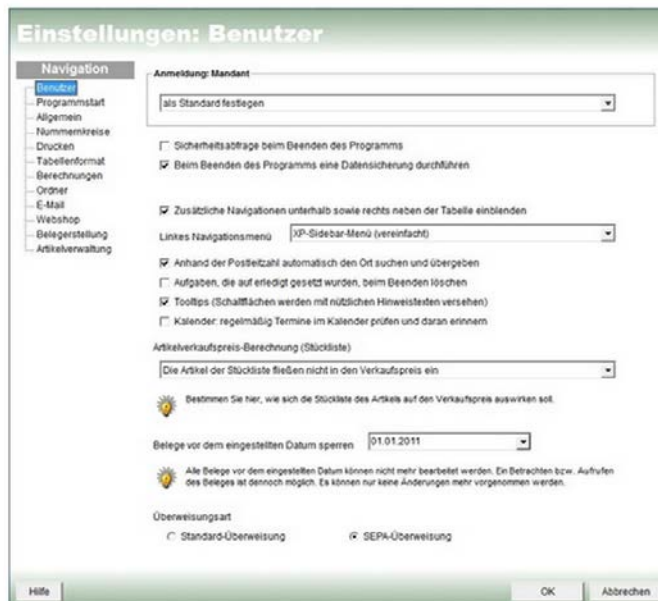 Einstellungen: Benutzer
Navigation
Benutzer
Programmstart
Allgemein
Nummernkreise
Drucken
Tabellenformat
Berechnungen
Ordner
E-Mail
Webshop
Belegerstellung
Artikelverwaltung
Anmeldung: Mandant
als Standard festlegen
Sicherheitsabfrage beim Beenden des Programms
Beim Beenden des Programms eine Datensicherung durchführen
Zusätzliche Navigationen unterhalb sowie rechts neben der Tabelle einblenden
Linkes Navigationsmenü
XP-Sidebar-Menü (vereinfacht)
Anhand der Postleitzahl automatisch den Ort suchen und übergeben
Aufgaben, die auf erledigt gesetzt wurden, beim Beenden löschen
Tooltips (Schaltflächen werden mit nützlichen Hinweistexten versehen)
Kalender: regelmäßig Termine im Kalender prüfen und daran erinnern
Artikelverkaufspreis-Berechnung (Stückliste)
Die Artikel der Stückliste fließen nicht in den Verkaufspreis ein
Bestimmen Sie hier, wie sich die Stückliste des Artikels auf den Verkaufspreis auswirken soll.
Belege vor dem eingestellten Datum sperren
01.01.2011
Alle Belege vor dem eingestellten Datum können nicht mehr bearbeitet werden. Ein Betrachten bzw. Aufrufen
des Beleges ist dennoch möglich. Es können nur keine Änderungen mehr vorgenommen werden.
Überweisungsart
Standard-Überweisung
SEPA-Überweisung
Hilfe
OK
Abbrechen